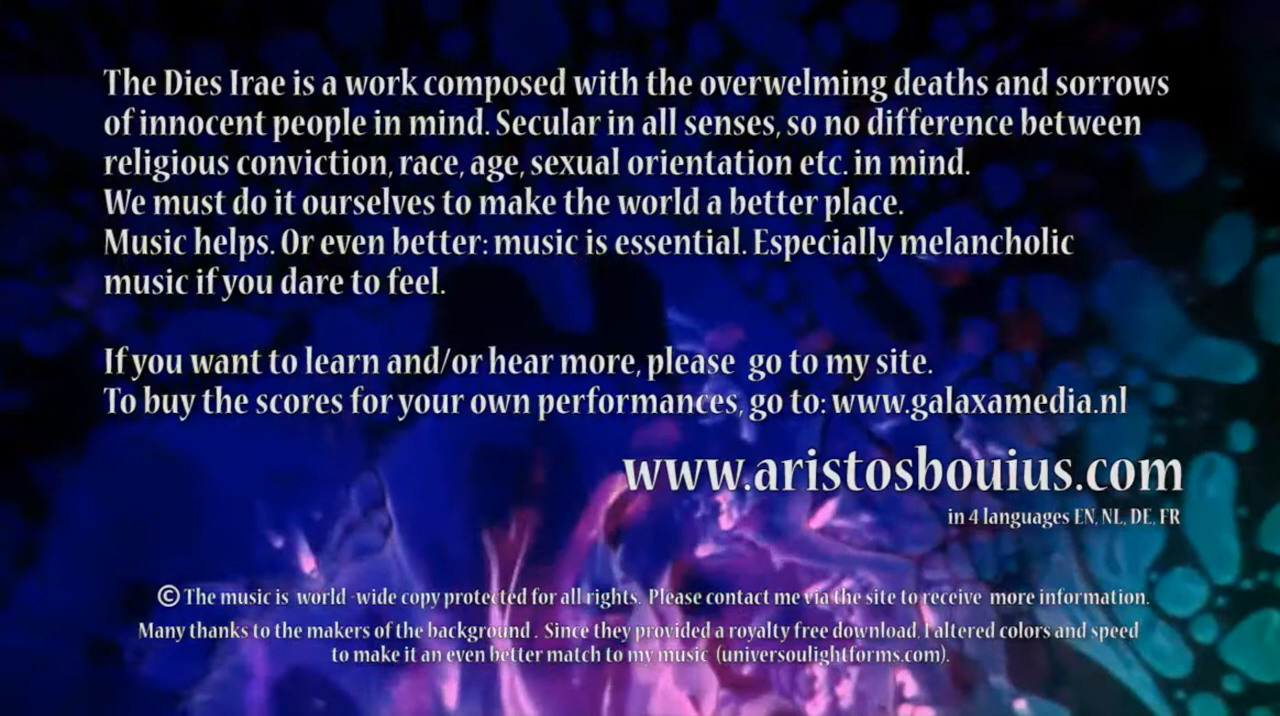 The Dies Irae is a work composed with the overwelming deaths and sorrows
of innocent people in mind. Secular in all senses, so no difference between
religious conviction, race, age, sexual orientation etc. in mind.
We must do it ourselves to make the world a better place.
Music helps. Or even better: music is essential. Especially melancholic
music if you dare to feel.
If you want to learn and/or hear more, please go to my site.
To buy the scores for your own performances, go to: www.galaxamedia.nl
www.aristosbouius.com
in 4 languages EN, NL, DE, FR
© The music is world -wide copy protected for all rights. Please contact me via the site to receive more information.
Many thanks to the makers of the background . Since they provided a royalty free download, I altered colors and speed
to make it an even better match to my music (universoulightforms.com).